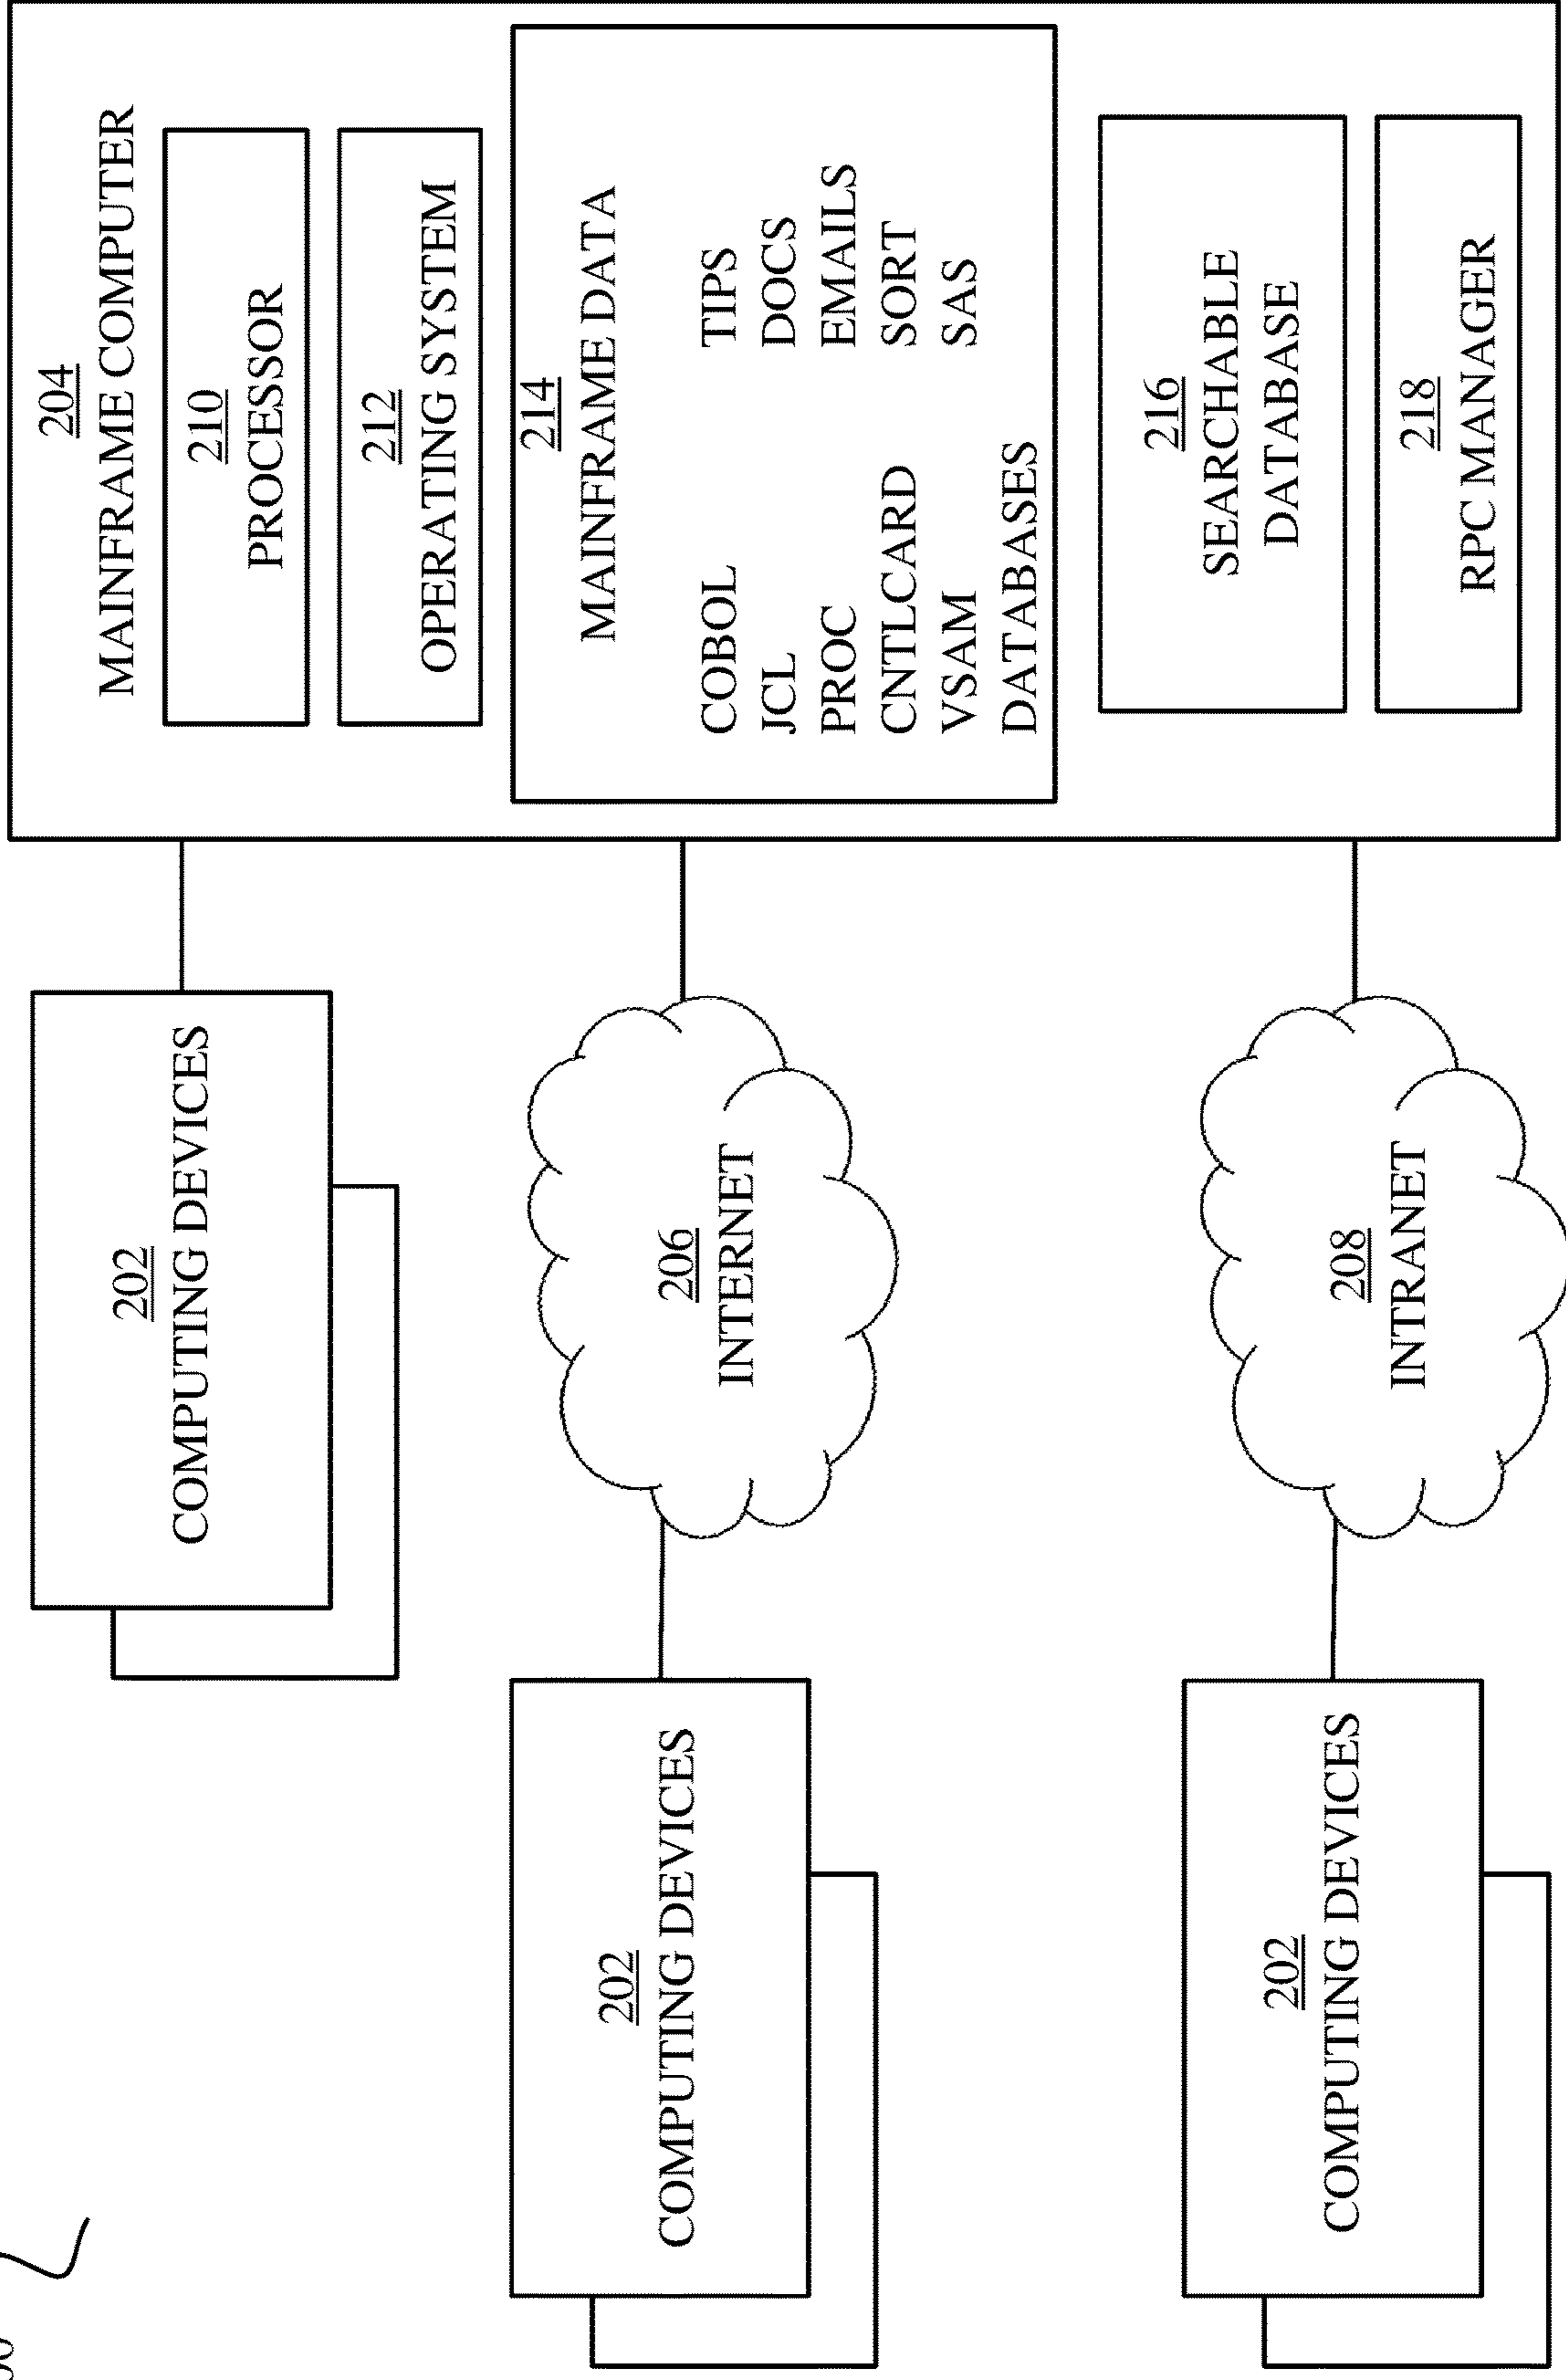 202
COMPUTING DEVICES
204
MAINFRAME COMPUTER
210
PROCESSOR
212
OPERATING SYSTEM
202
COMPUTING DEVICES
206
INTERNET
214
MAINFRAME DATA
COBOL TIPS
JCL DOCS
PROC EMAILS
CNTLCARD SORT
VSAM SAS
DATABASES
202
COMPUTING DEVICES
208
INTRANET
216
SEARCHABLE
DATABASE
218
RPC MANAGER